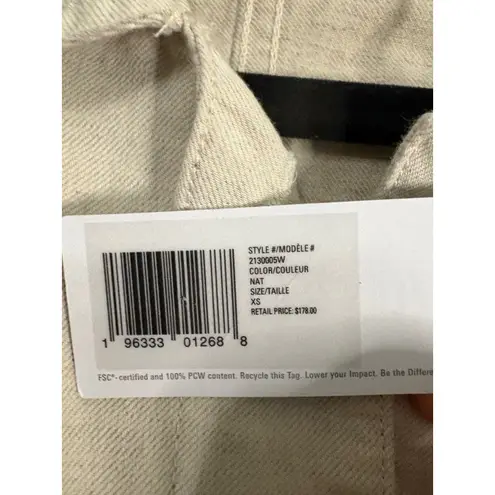 STYLE #/MODÈLE #
2130005W
COLOR/COULEUR
NAT
SIZE/TAILLE
XS
RETAIL PRICE: $178.00
1 96333 01268 8
FSC®-certified and 100% PCW content. Recycle this Tag. Lower your Impact. Be the Differe